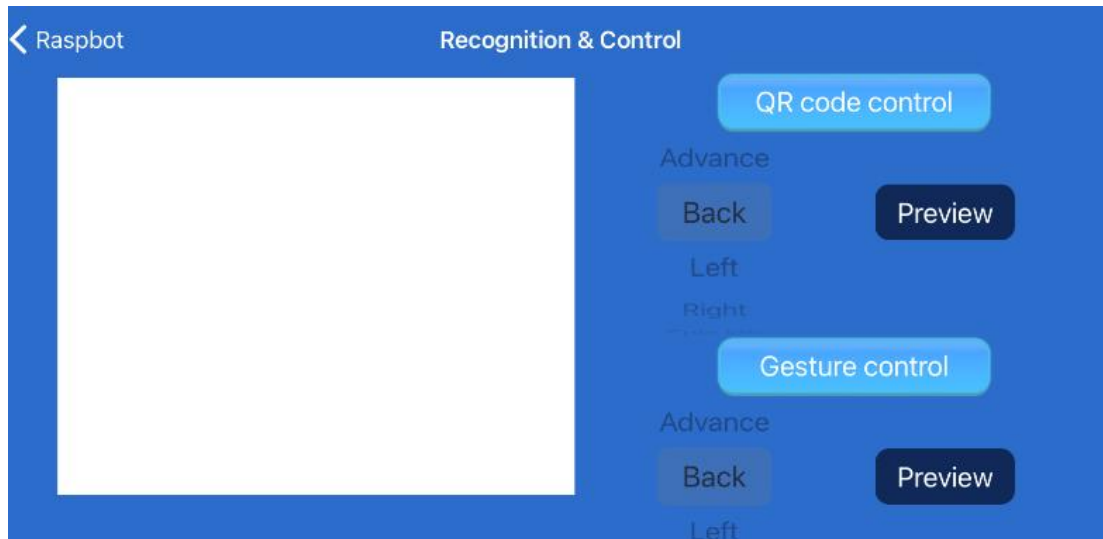 Raspbot
Recognition & Control
QR code control
Advance
Back
Preview
Left
Right
Gesture control
Advance
Back
Preview
Left